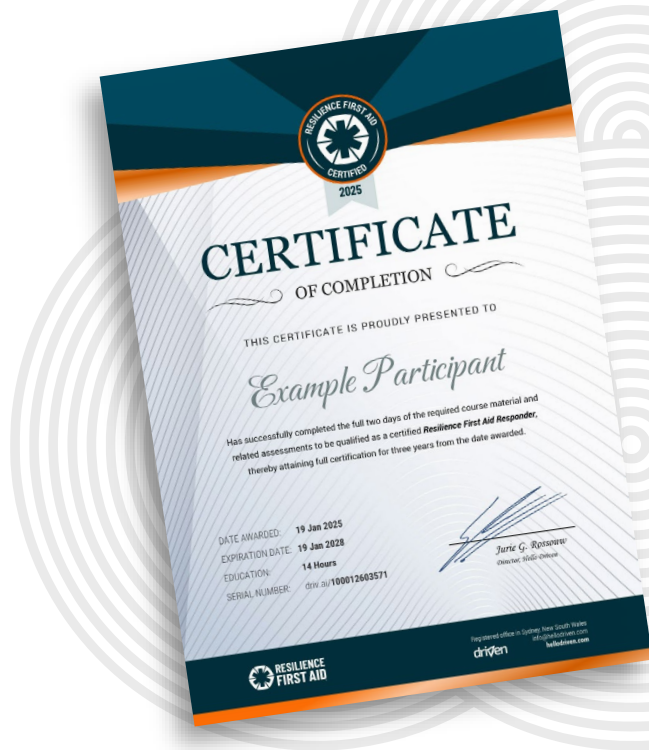 RESILIENCE FIRST AID
CERTIFIED
2025
CERTIFICATE
OF COMPLETION
THIS CERTIFICATE IS PROUDLY PRESENTED TO
Example Participant
Has successfully completed the full two days of the required course material and
related assessments to be qualified as a certified Resilience First Aid Responder,
thereby attaining full certification for three years from the date awarded.
DATE AWARDED: 19 Jan 2025
EXPIRATION DATE: 19 Jan 2028
EDUCATION: 14 Hours
SERIAL NUMBER: driv.ai/100012603571
Jurie G. Rossouw
Director, Hello Driven
RESILIENCE
FIRST AID
driven
Registered office in Sydney, New South Wales
info@hellodriven.com
hellodriven.com